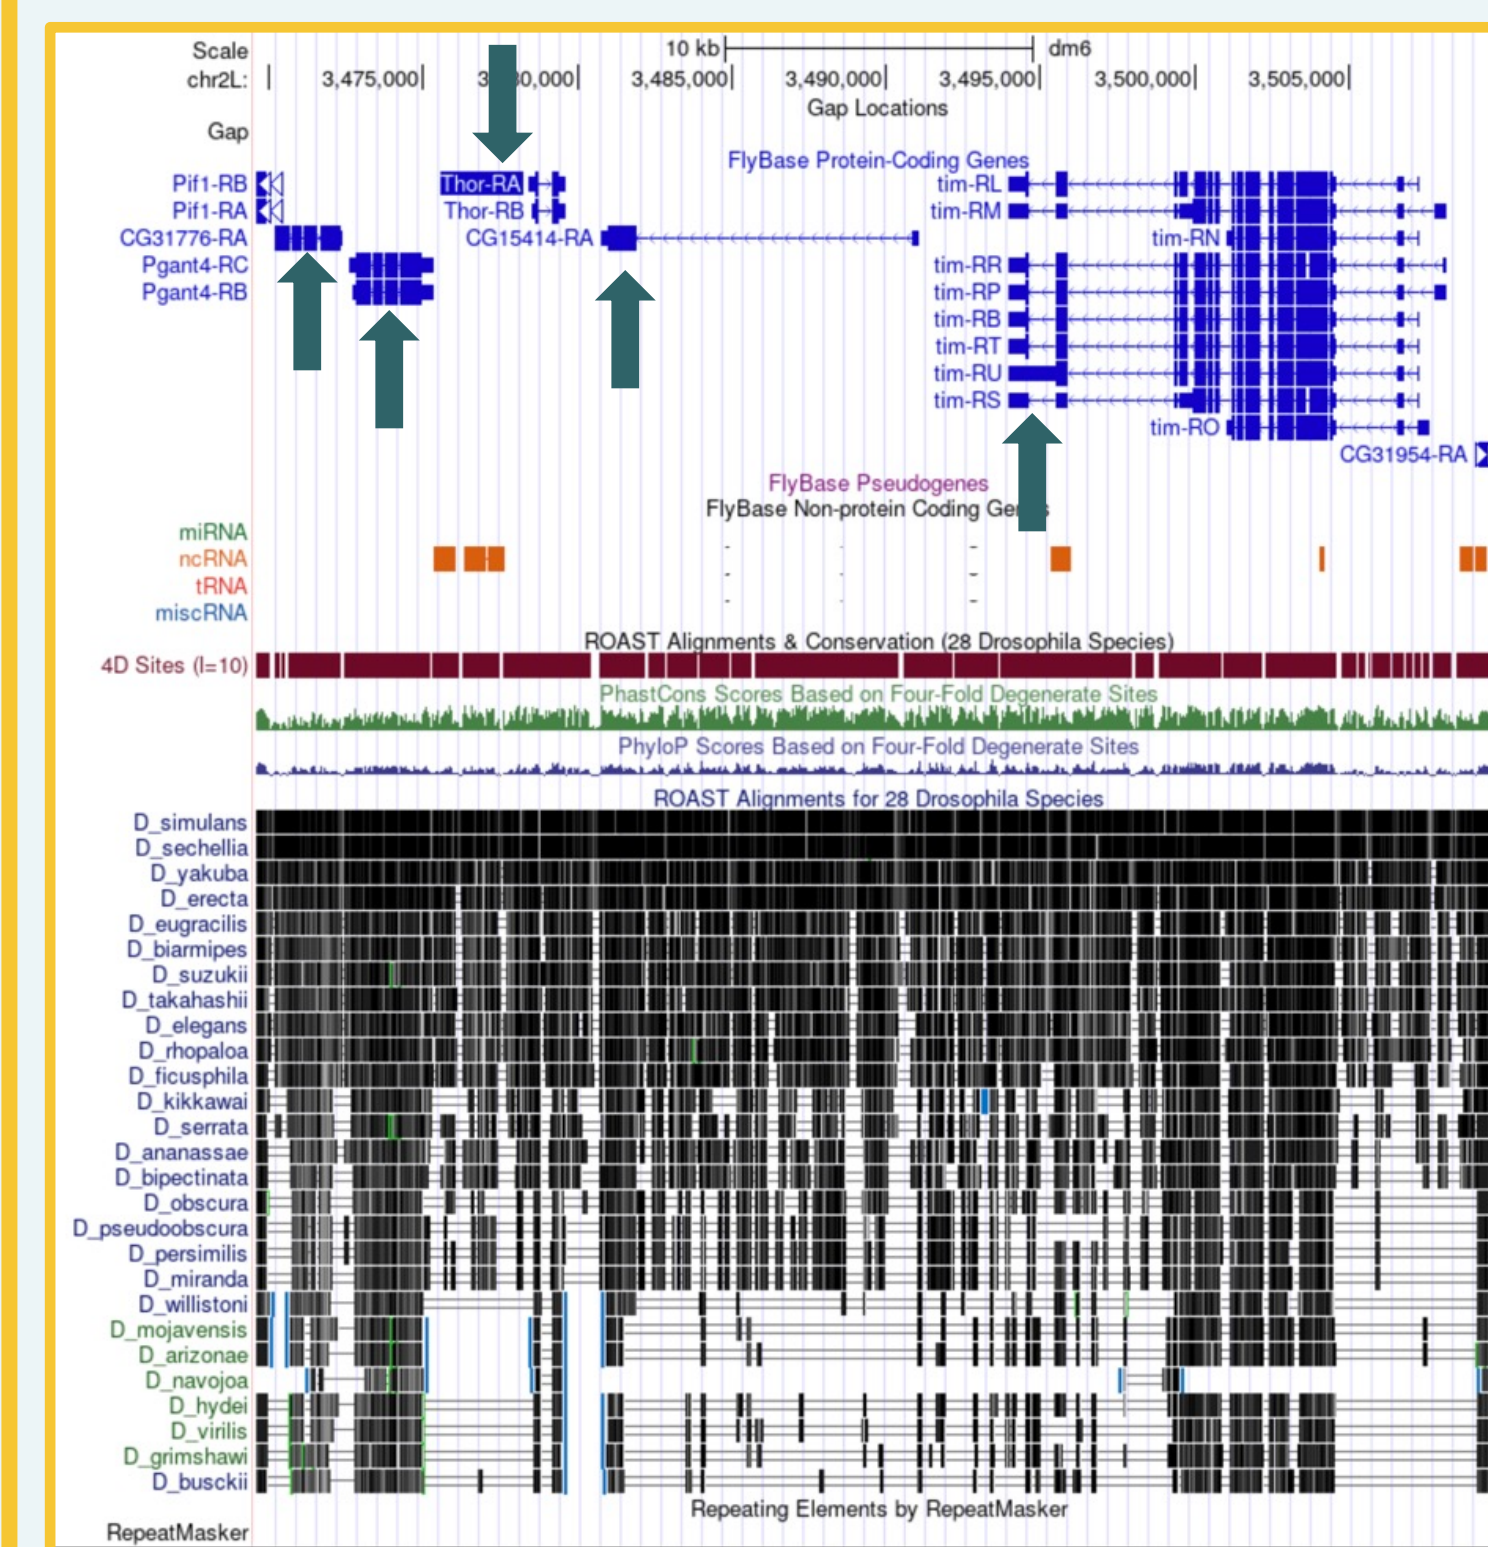 Scale 10 kb dm6
chr2L: 3,475,000 3,485,000 3,490,000 3,495,000 3,500,000 3,505,000
Gap Locations
Gap
FlyBase Protein-Coding Genes
Pif1-RB Thor-RA tim-RL
Pif1-RA Thor-RB tim-RM
CG31776-RA CG15414-RA tim-RN
Pgant4-RC tim-RR
Pgant4-RB tim-RP
tim-RB
tim-RT
tim-RU
tim-RS
tim-RO
CG31954-RA
FlyBase Pseudogenes
FlyBase Non-protein Coding
miRNA
ncRNA
tRNA
miscRNA
ROAST Alignments & Conservation (28 Drosophila Species)
4D Sites (l=10)
PhastCons Scores Based on Four-Fold Degenerate Sites
PhyloP Scores Based on Four-Fold Degenerate Sites
ROAST Alignments for 28 Drosophila Species
D_simulans
D_sechellia
D_yakuba
D_erecta
D_eugracilis
D_biarmipes
D_suzukii
D_takahashii
D_elegans
D_rhopaloa
D_ficusphila
D_kikkawai
D_serrata
D_ananassae
D_bipectinata
D_obscura
D_pseudoobscura
D_persimilis
D_miranda
D_willistoni
D_mojavensis
D_arizonae
D_navojoa
D_hydei
D_virilis
D_grimshawi
D_busckii
Repeating Elements by RepeatMasker
RepeatMasker